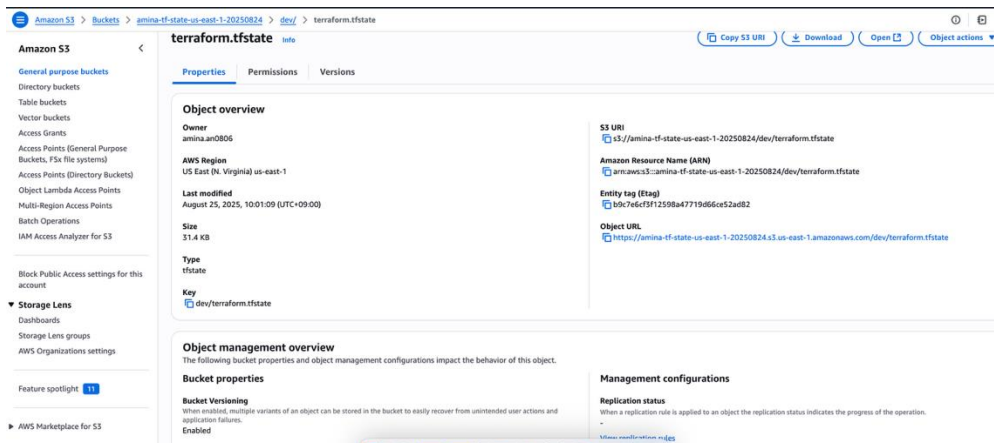 Amazon S3 > Buckets > amina-tf-state-us-east-1-20250824 > dev/ > terraform.tfstate
Amazon S3
General purpose buckets
Directory buckets
Table buckets
Vector buckets
Access Grants
Access Points (General Purpose
Buckets, FSx file systems)
Access Points (Directory Buckets)
Object Lambda Access Points
Multi-Region Access Points
Batch Operations
IAM Access Analyzer for S3
Block Public Access settings for this
account
Storage Lens
Dashboards
Storage Lens groups
AWS Organizations settings
Feature spotlight 11
AWS Marketplace for S3
terraform.tfstate Info
Copy S3 URI Download Open Object actions
Properties Permissions Versions
Object overview
Owner
amina.an0806
AWS Region
US East (N. Virginia) us-east-1
Last modified
August 25, 2025, 10:01:09 (UTC+09:00)
Size
31.4 KB
Type
tfstate
Key
dev/terraform.tfstate
S3 URI
s3://amina-tf-state-us-east-1-20250824/dev/terraform.tfstate
Amazon Resource Name (ARN)
arn:aws:s3:::amina-tf-state-us-east-1-20250824/dev/terraform.tfstate
Entity tag (Etag)
b9c7e6cf3f12598a47719d66ce52ad82
Object URL
https://amina-tf-state-us-east-1-20250824.s3.us-east-1.amazonaws.com/dev/terraform.tfstate
Object management overview
The following bucket properties and object management configurations impact the behavior of this object.
Bucket properties
Bucket Versioning
When enabled, multiple variants of an object can be stored in the bucket to easily recover from unintended user actions and
application failures.
Enabled
Management configurations
Replication status
When a replication rule is applied to an object the replication status indicates the progress of the operation.
-
View replication rules